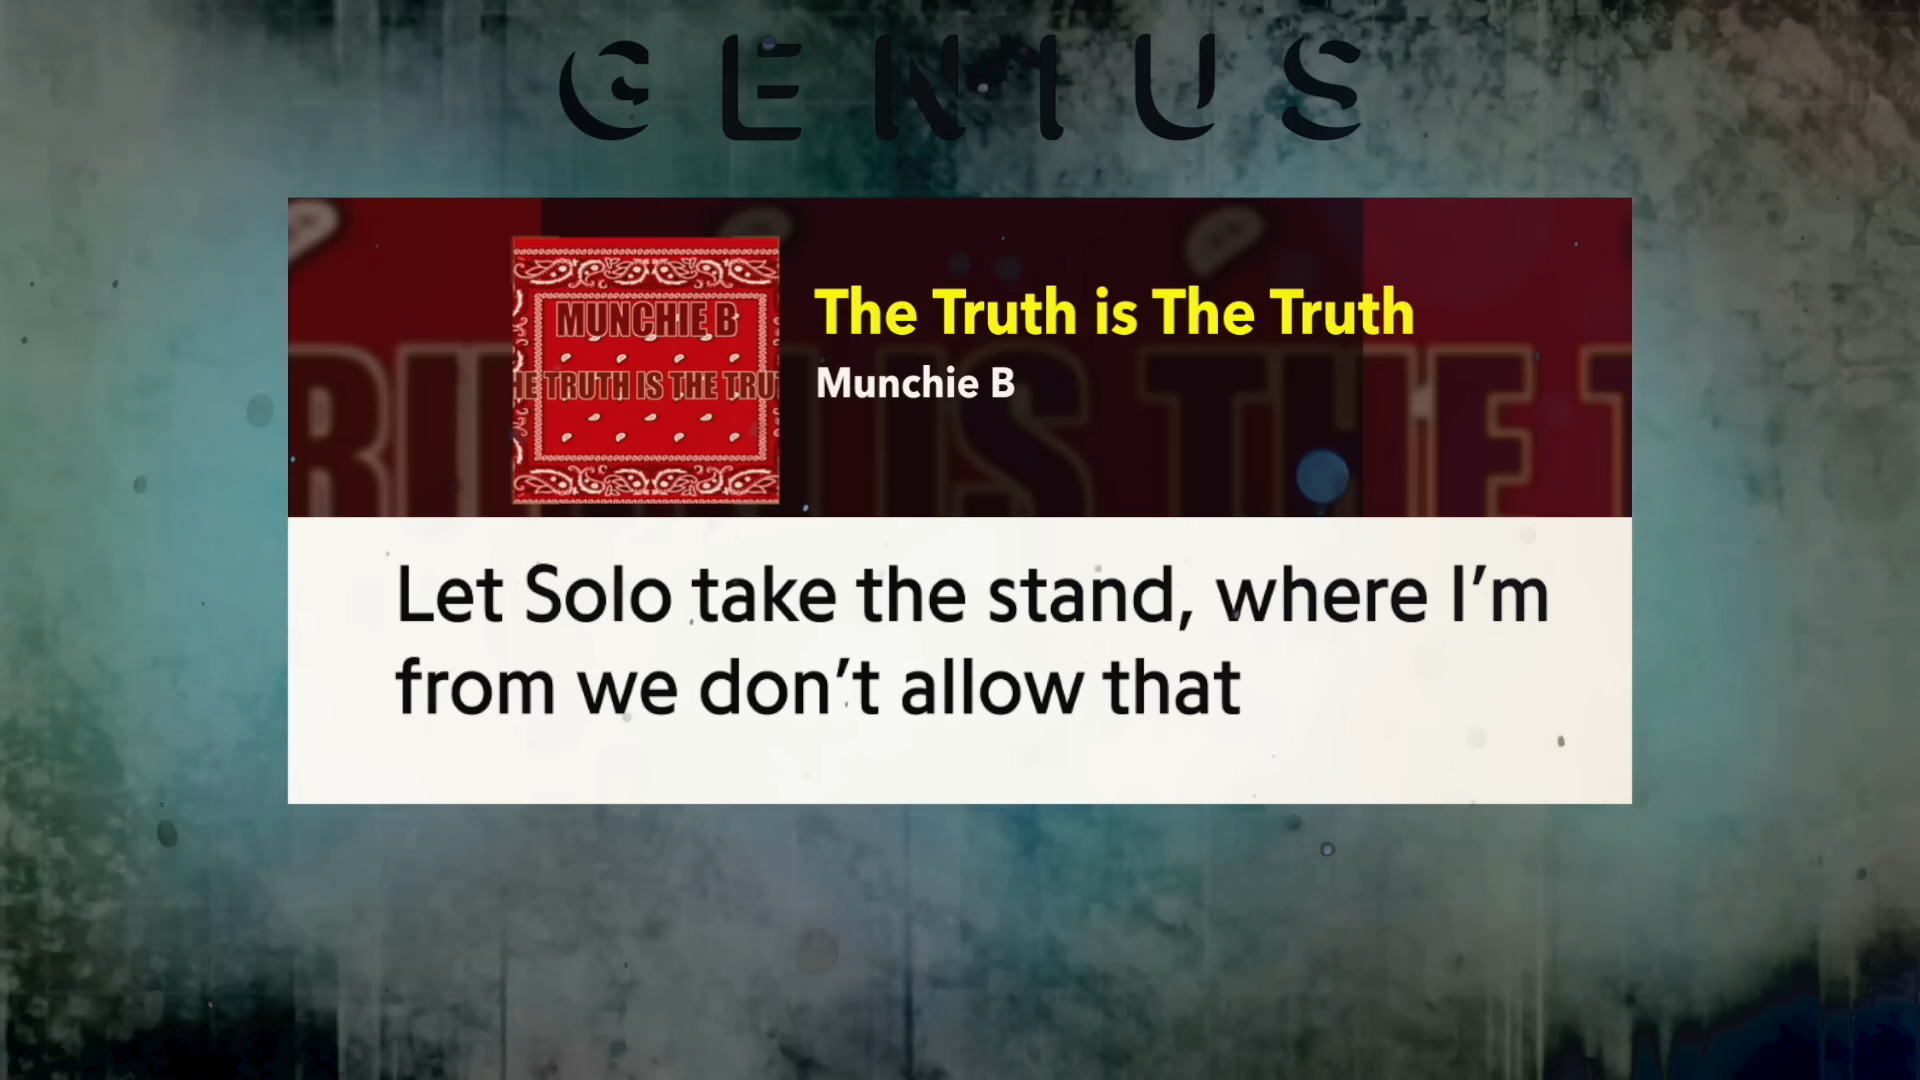 GENIUS
MUNCHIE B
HE TRUTH IS THE TRU
The Truth is The Truth
Munchie B
Let Solo take the stand, where I’m
from we don’t allow that